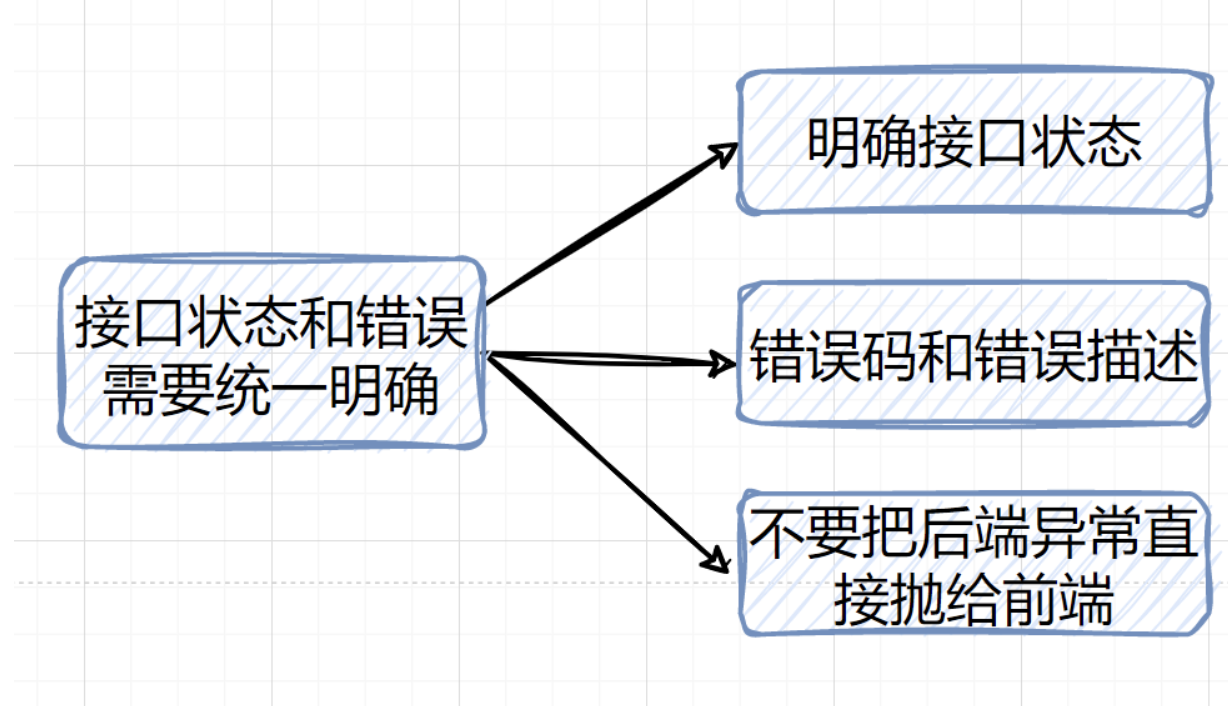 接口状态和错误
需要统一明确
明确接口状态
错误码和错误描述
不要把后端异常直
接抛给前端